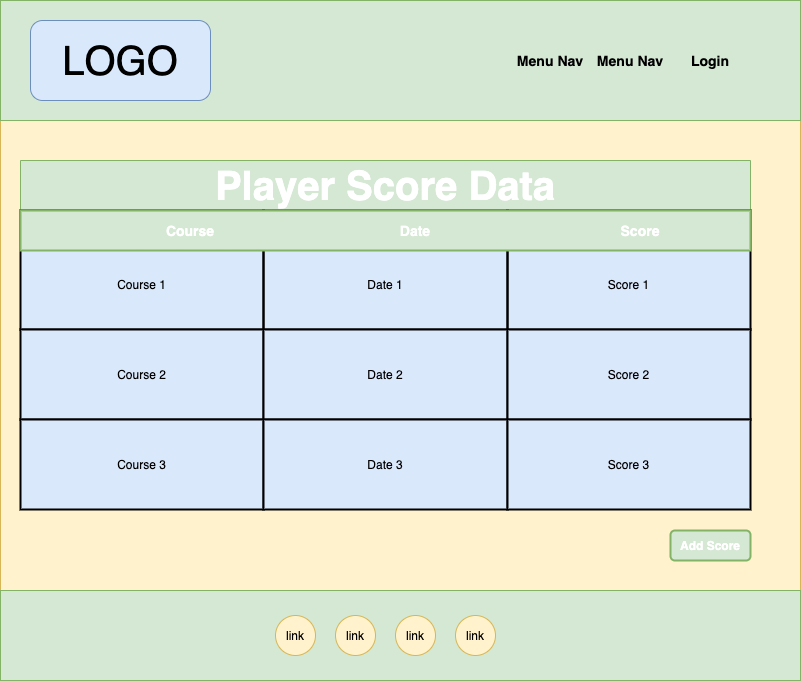 LOGO
Menu Nav Menu Nav Login
Player Score Data
Course Date Score
Course 1 Date 1 Score 1
Course 2 Date 2 Score 2
Course 3 Date 3 Score 3
Add Score
link link link link